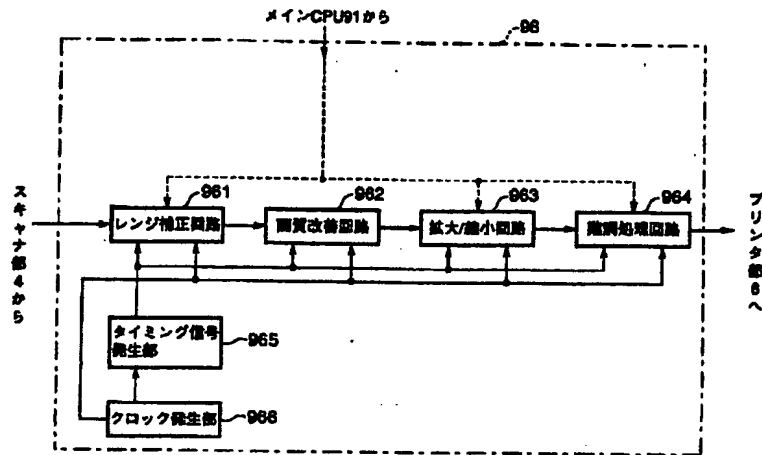 メインCPU91から
96
スキャナ部4から
961
レンジ補正回路
962
画質改善回路
963
拡大/縮小回路
964
階調処理回路
プリンタ部6へ
タイミング信号
発生部
965
クロック発生部
966